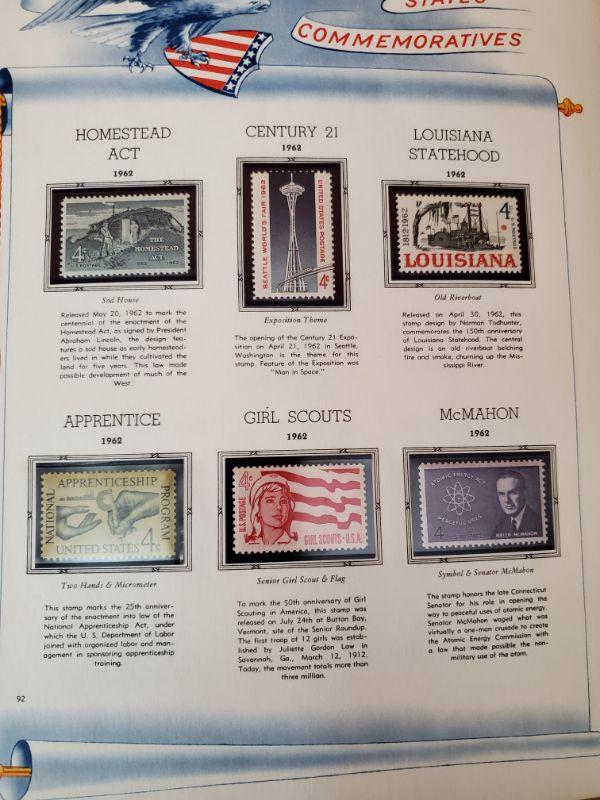 STATES
COMMEMORATIVES
HOMESTEAD
ACT
1962
4¢
THE
HOMESTEAD
ACT
U.S. POSTAGE
1862 1962
Sod House
Released May 20, 1962 to mark the
centennial of the enactment of the
Homestead Act, as signed by President
Abraham Lincoln, the design fea-
tures a sod house as early homestead-
ers lived in while they cultivated the
land for five years. This law made
possible development of much of the
West.
CENTURY 21
1962
SEATTLE WORLD'S FAIR 1962
UNITED STATES POSTAGE
4¢
Exposition Theme
The opening of the Century 21 Expo-
sition on April 21, 1962 in Seattle,
Washington is the theme for this
stamp. Feature of the Exposition was
"Man in Space."
LOUISIANA
STATEHOOD
1962
1812-1962
4¢
U.S. POSTAGE
LOUISIANA
Old Riverboat
Released on April 30, 1962, this
stamp design by Norman Todhunter,
commemorates the 150th anniversary
of Louisiana Statehood. The central
design is an old riverboat belching
fire and smoke, churning up the Mis-
sissippi River.
APPRENTICE
1962
NATIONAL
APPRENTICESHIP
PROGRAM
UNITED STATES 4¢
Two Hands & Micrometer
This stamp marks the 25th anniver-
sary of the enactment into law of the
National Apprenticeship Act, under
which the U. S. Department of Labor
joined with organized labor and man-
agement in sponsoring apprenticeship
training.
GIRL SCOUTS
1962
4¢
U.S. POSTAGE
GIRL SCOUTS·U·S·A·
Senior Girl Scout & Flag
To mark the 50th anniversary of Girl
Scouting in America, this stamp was
released on July 24th at Burton Bay,
Vermont, site of the Senior Roundup.
The first troop of 12 girls was estab-
lished by Juliette Gordon Low in
Savannah, Ga., March 12, 1912.
Today, the movement totals more than
three million.
McMAHON
1962
ATOMIC ENERGY ACT
PEACEFUL USES
4¢
U.S. POSTAGE
BRIEN McMAHON
Symbol & Senator McMahon
The stamp honors the late Connecticut
Senator for his role in opening the
way to peaceful uses of atomic energy.
Senator McMahon waged what was
virtually a one-man crusade to create
the Atomic Energy Commission with
a law that made possible the non-
military use of the atom.
92